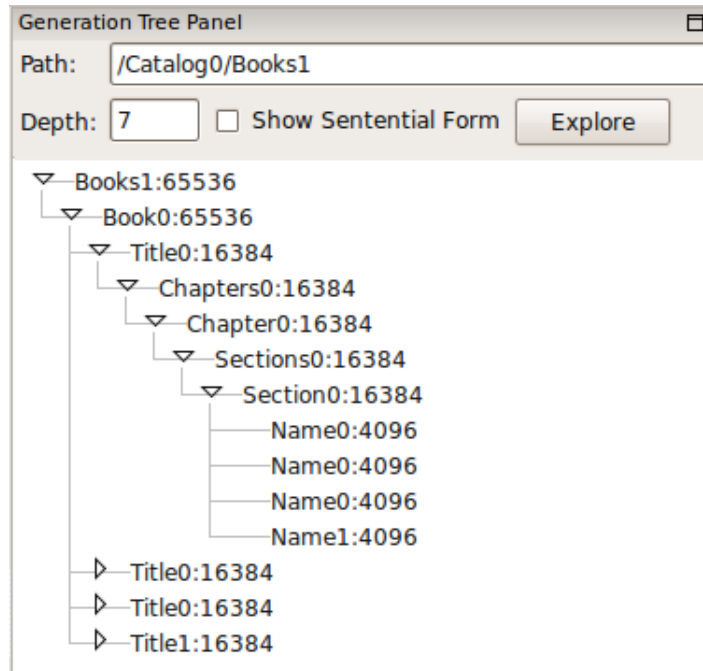 Generation Tree Panel
Path: /Catalog0/Books1
Depth: 7 Show Sentential Form Explore
Books1:65536
Book0:65536
Title0:16384
Chapters0:16384
Chapter0:16384
Sections0:16384
Section0:16384
Name0:4096
Name0:4096
Name0:4096
Name1:4096
Title0:16384
Title0:16384
Title1:16384